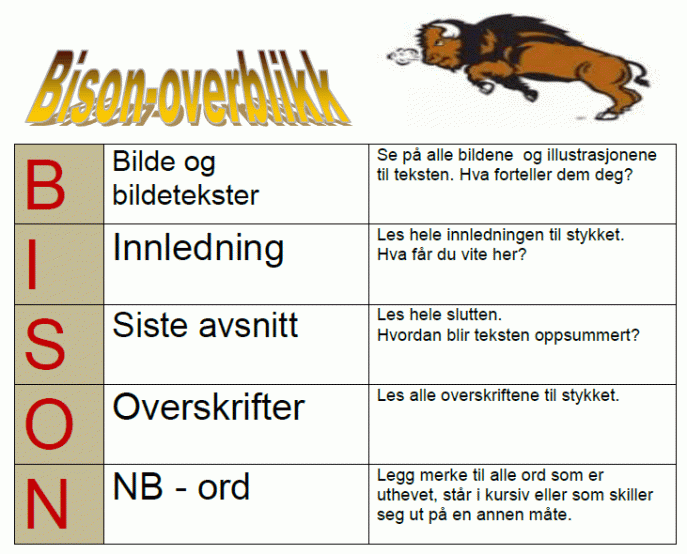 Bison-overblikk
B
Bilde og
bildetekster
Se på alle bildene og illustrasjonene
til teksten. Hva forteller dem deg?
I
Innledning
Les hele innledningen til stykket.
Hva får du vite her?
S
Siste avsnitt
Les hele slutten.
Hvordan blir teksten oppsummert?
O
Overskrifter
Les alle overskriftene til stykket.
N
NB - ord
Legg merke til alle ord som er
uthevet, står i kursiv eller som skiller
seg ut på en annen måte.